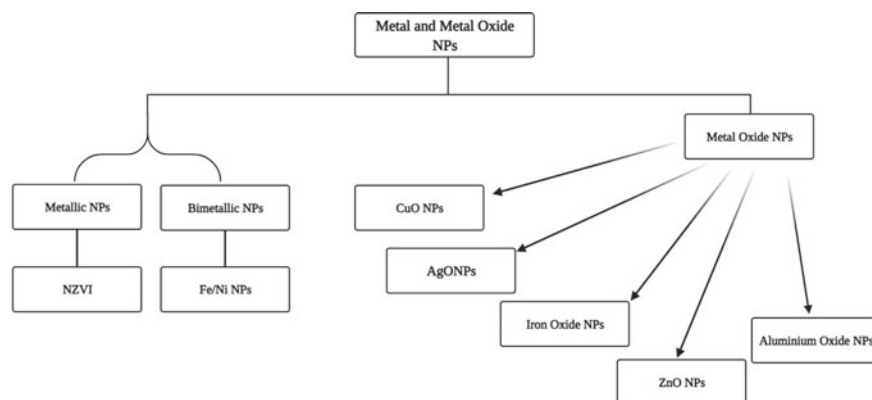 Metal and Metal Oxide
NPs
Metal Oxide NPs
Metallic NPs
Bimetallic NPs
CuO NPs
AgONPs
NZVI
Fe/Ni NPs
Iron Oxide NPs
Aluminium Oxide NPs
ZnO NPs